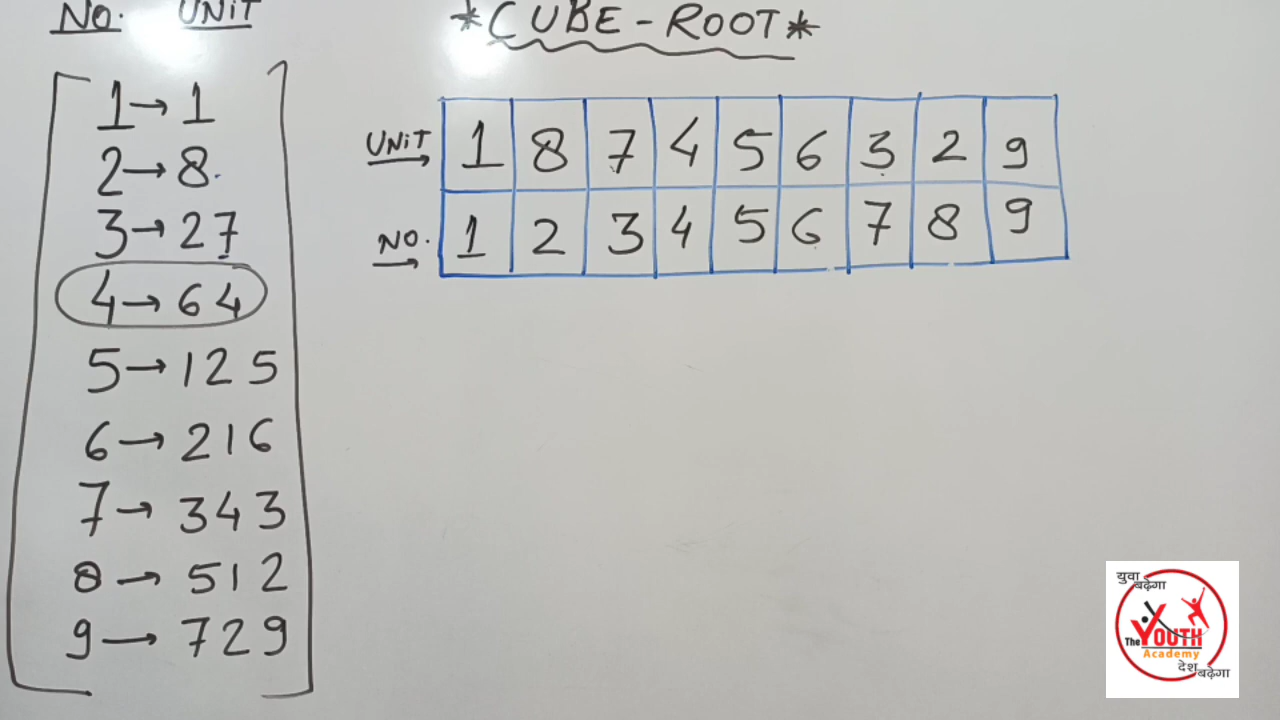 NO. UNIT
1→1
2→8.
3→27
4→64
5→125
6→216
7→343
8→512
9→729
*CUBE-ROOT*
UNIT→ 1 8 7 4 5 6 3 2 9
NO.→ 1 2 3 4 5 6 7 8 9
युवा
बढ़ेगा
The YOUTH
Academy
देश
बढ़ेगा